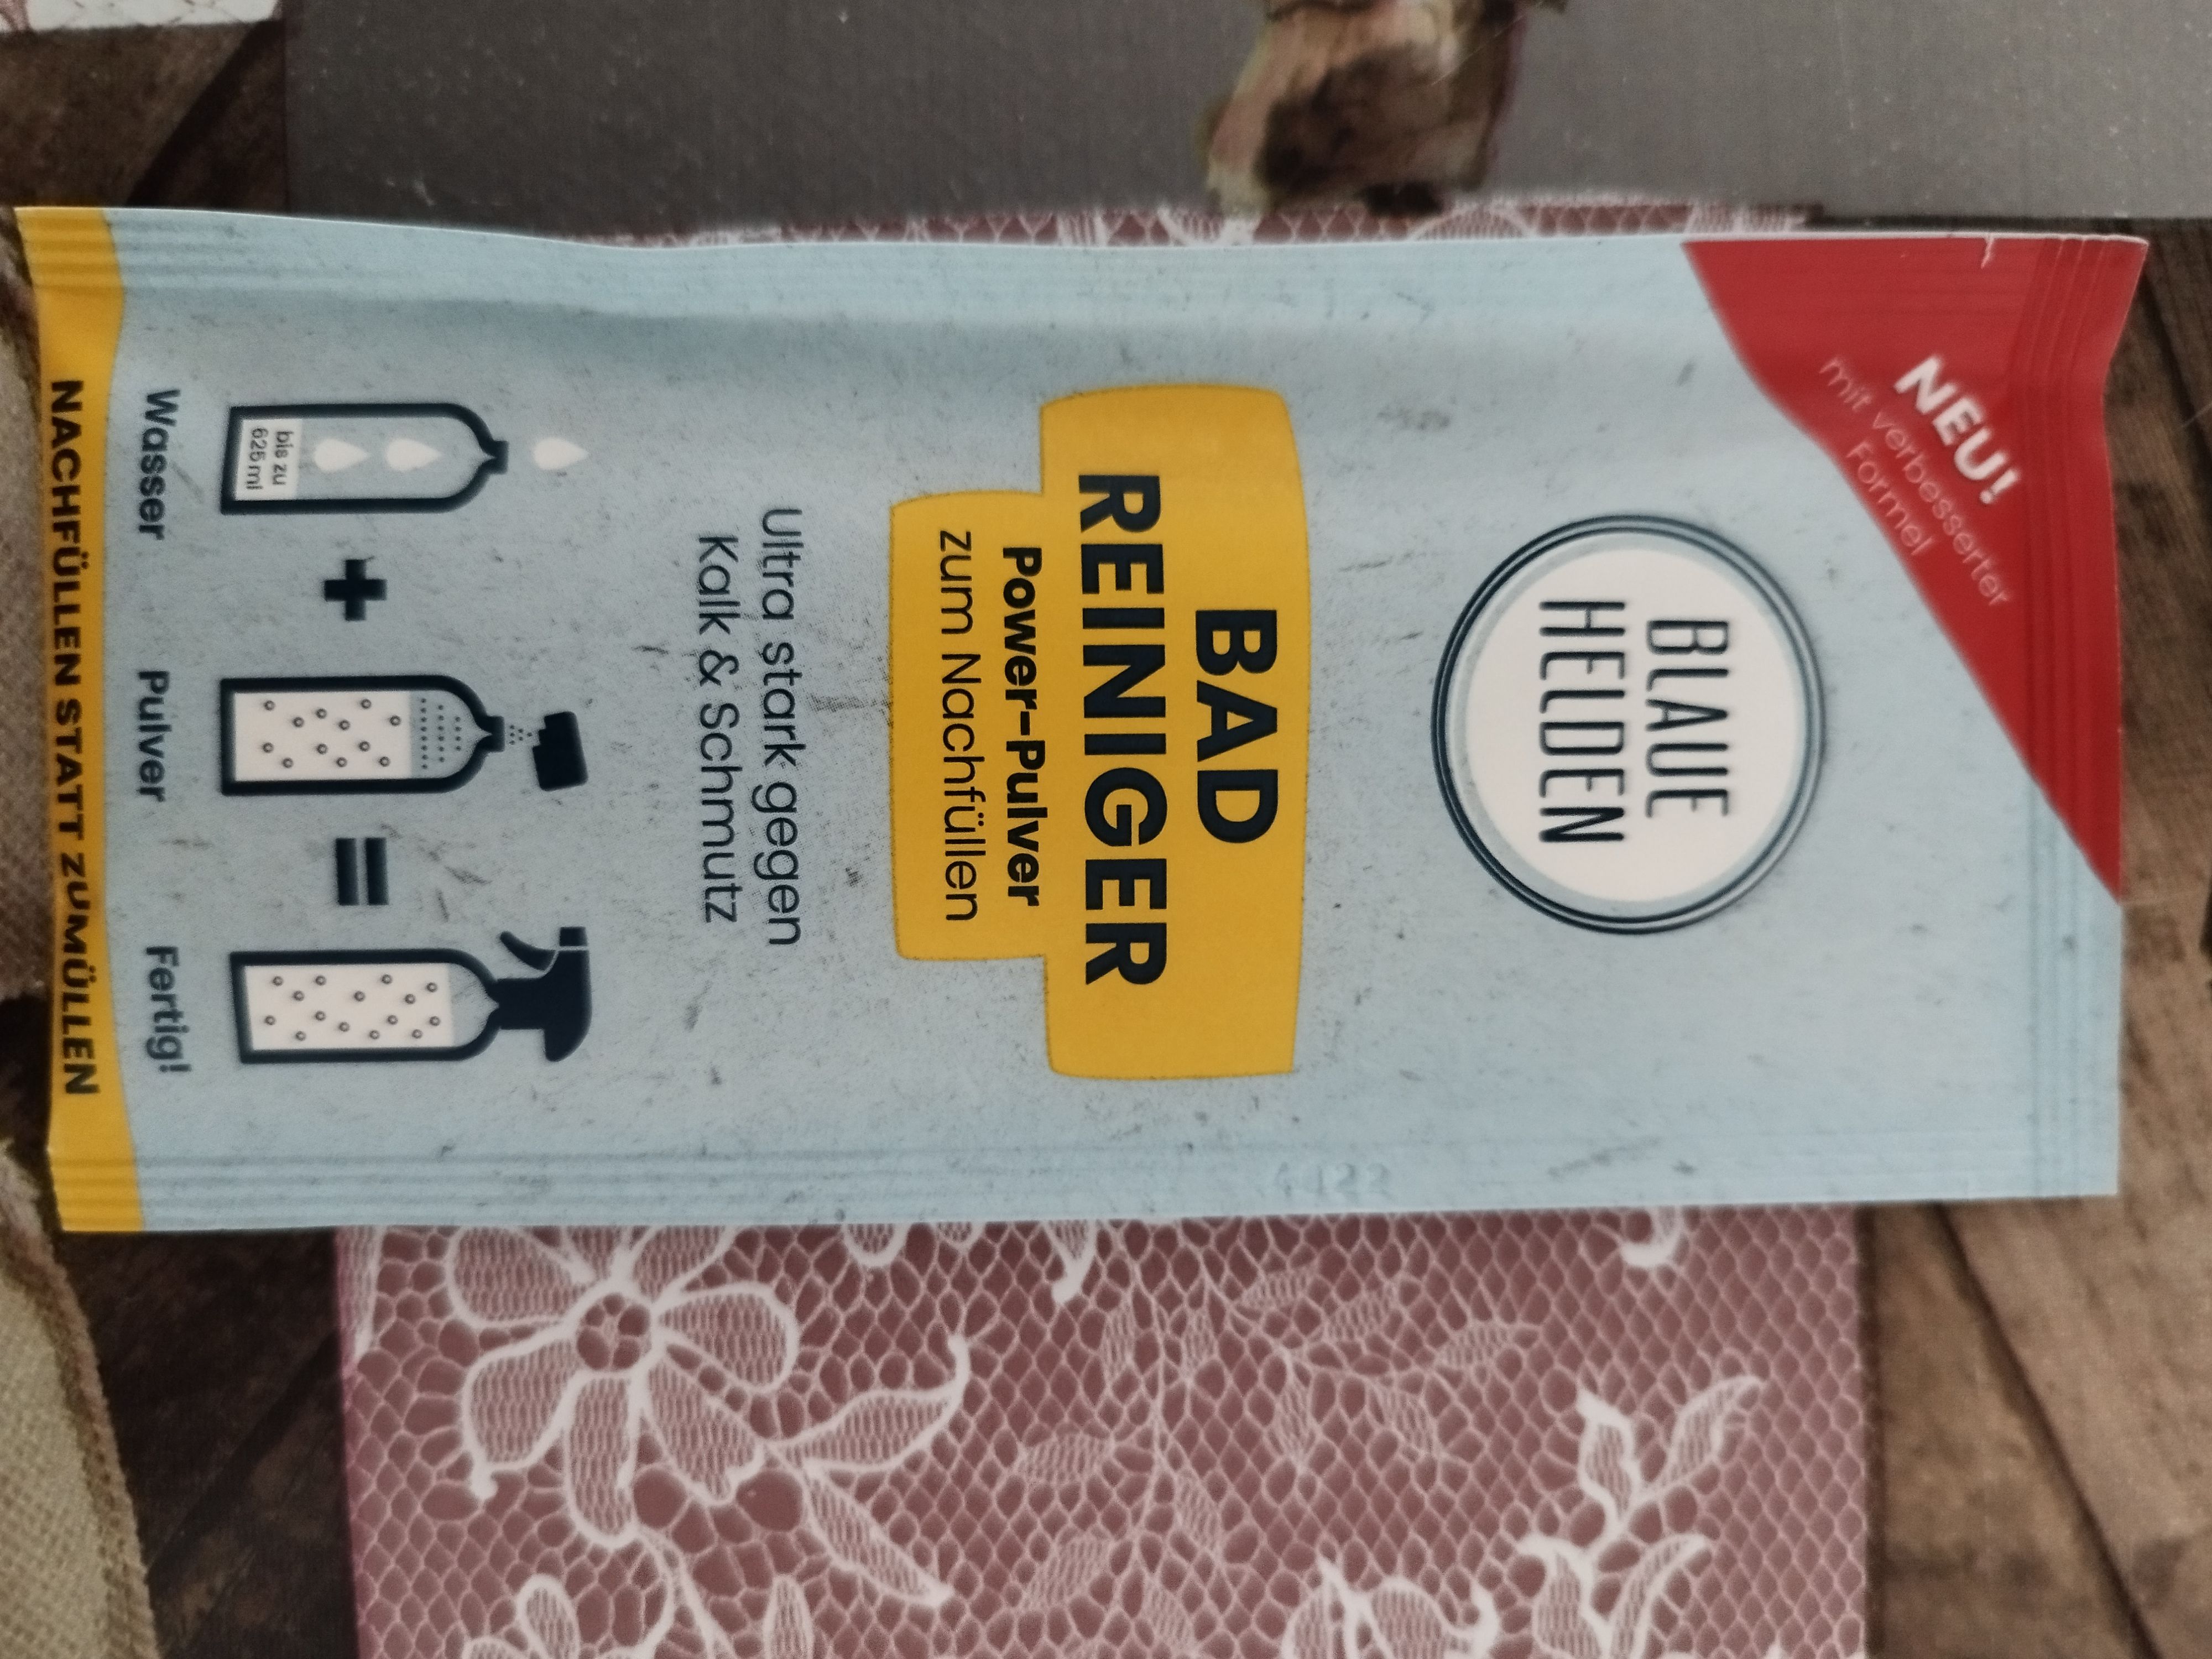 NEU!
mit verbesserter
Formel
BLAUE
HELDEN
BAD
REINIGER
Power-Pulver
zum Nachfüllen
Ultra stark gegen
Kalk & Schmutz
bis zu
625 ml
Wasser
+
Pulver
=
Fertig!
NACHFÜLLEN STATT ZUMÜLLEN